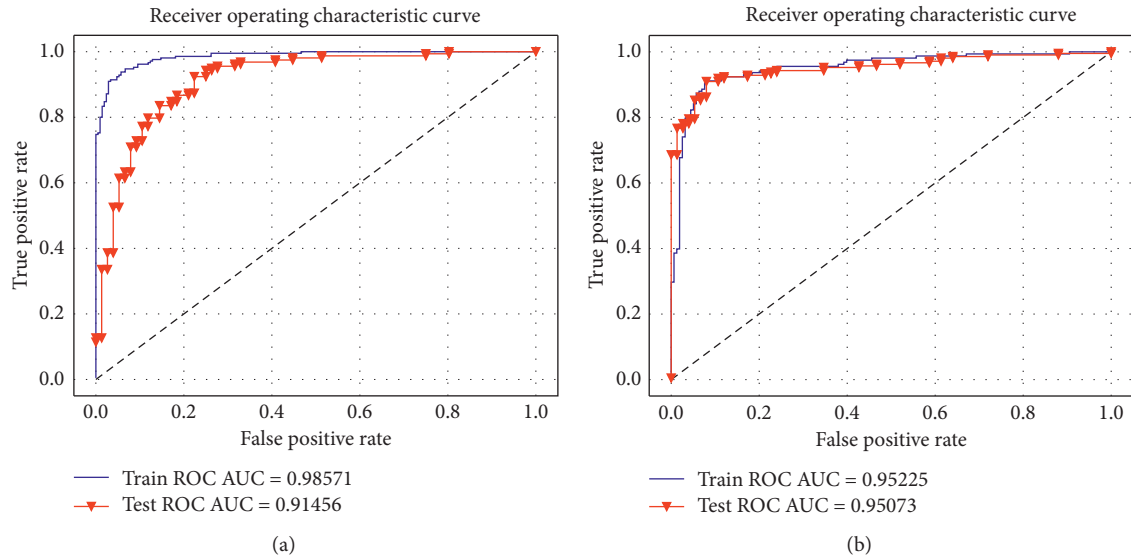 Receiver operating characteristic curve
1.0
0.8
0.6
0.4
0.2
0.0
True positive rate
0.0 0.2 0.4 0.6 0.8 1.0
False positive rate
Train ROC AUC = 0.98571
Test ROC AUC = 0.91456
(a)
Receiver operating characteristic curve
1.0
0.8
0.6
0.4
0.2
0.0
True positive rate
0.0 0.2 0.4 0.6 0.8 1.0
False positive rate
Train ROC AUC = 0.95225
Test ROC AUC = 0.95073
(b)